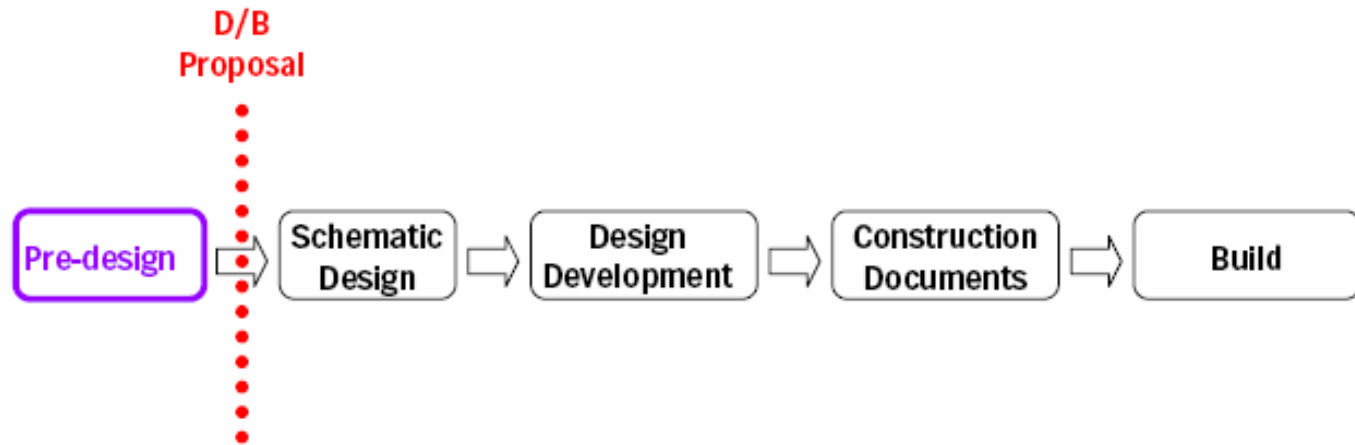 D/B
Proposal
Pre-design
Schematic
Design
Design
Development
Construction
Documents
Build